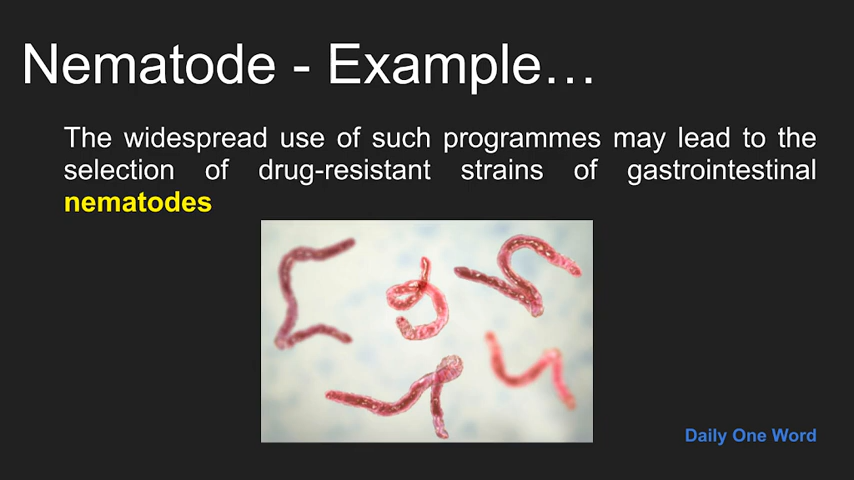 Nematode - Example…
The widespread use of such programmes may lead to the
selection of drug-resistant strains of gastrointestinal
nematodes
Daily One Word